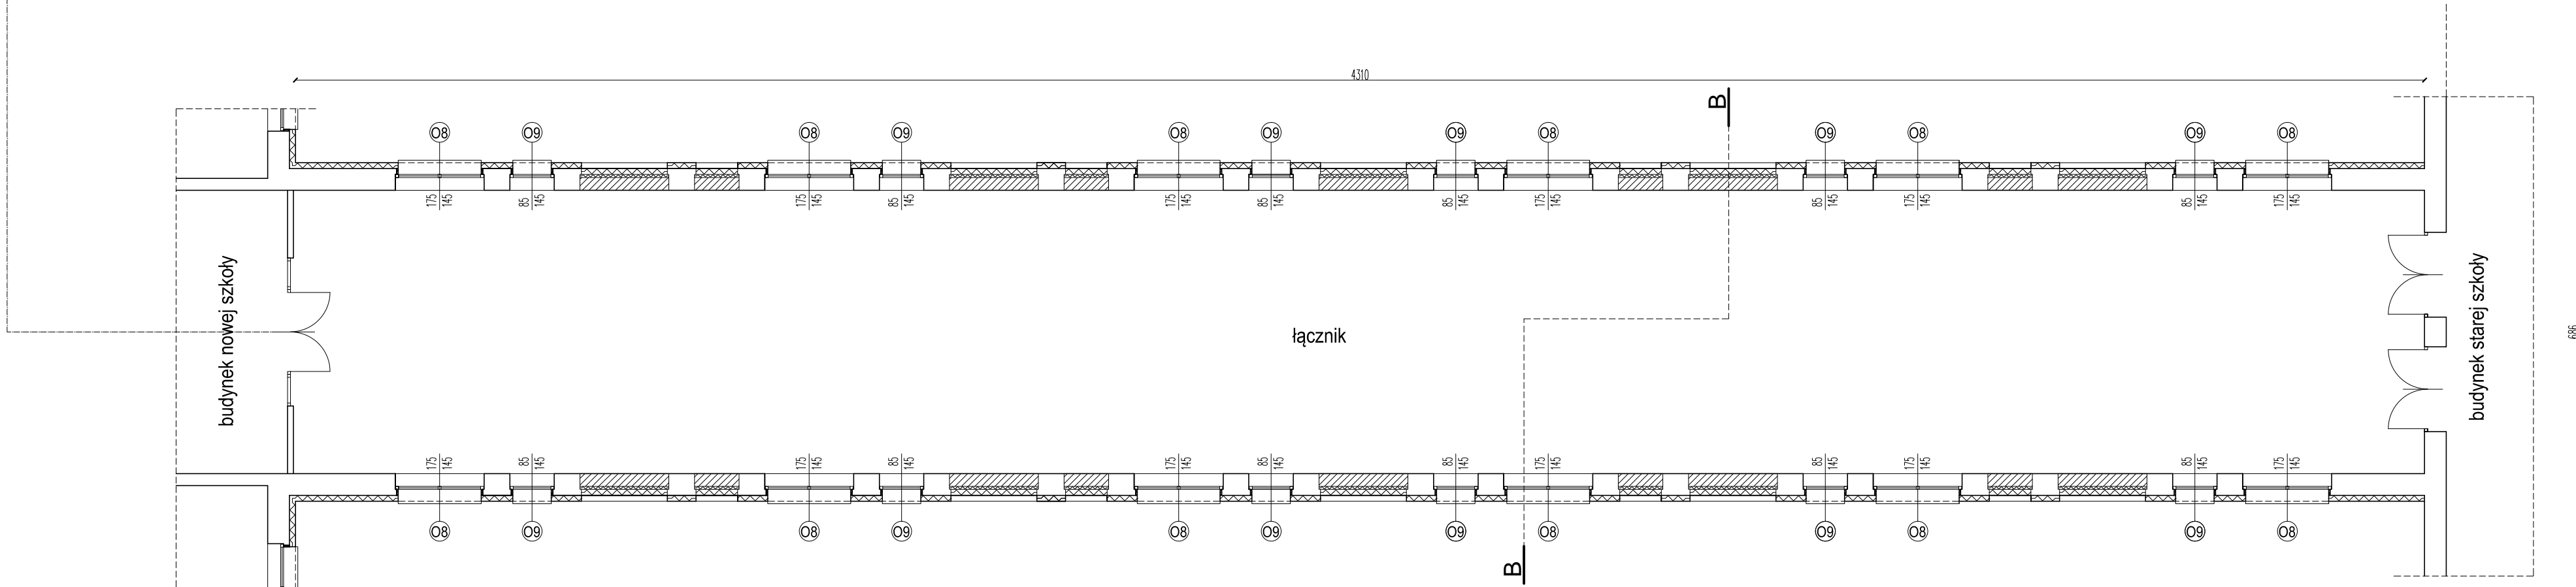 4310
B
O8 O9 O8 O9 O8 O9 O9 O8 O9 O8 O9 O8
175 85 175 85 175 85 85 175 85 175 85 175
145 145 145 145 145 145 145 145 145 145 145 145
budynek nowej szkoły
łącznik
budynek starej szkoły
686
175 85 175 85 175 85 85 175 85 175 85 175
145 145 145 145 145 145 145 145 145 145 145 145
O8 O9 O8 O9 O8 O9 O9 O8 O9 O8 O9 O8
B